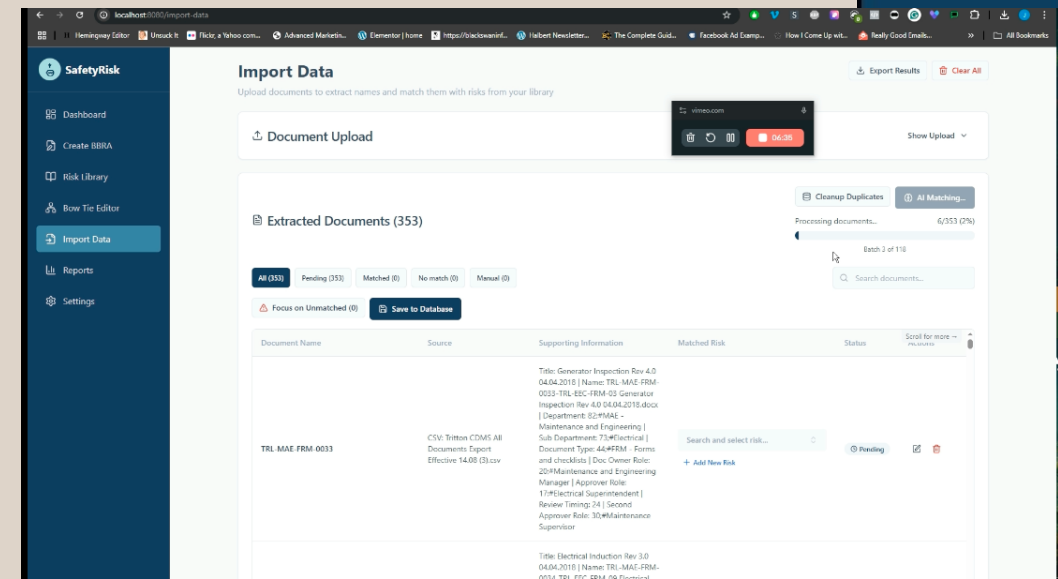 localhost:8080/import-data
Hemingway Editor
Unsuck It
Flickr, a Yahoo com...
Advanced Marketin...
Elementor | home
https://blackswaninf...
Halbert Newsletter...
The Complete Guid...
Facebook Ad Examp...
How I Come Up wit...
Really Good Emails...
»
All Bookmarks
SafetyRisk
Dashboard
Create BBRA
Risk Library
Bow Tie Editor
Import Data
Reports
Settings
Import Data
Upload documents to extract names and match them with risks from your library
Export Results
Clear All
vimeo.com
06:35
Document Upload
Show Upload
Cleanup Duplicates
AI Matching...
Extracted Documents (353)
Processing documents...
6/353 (2%)
Batch 3 of 118
All (353)
Pending (353)
Matched (0)
No match (0)
Manual (0)
Search documents...
Focus on Unmatched (0)
Save to Database
Document Name
Source
Supporting Information
Matched Risk
Status
Scroll for more →
Actions
TRL-MAE-FRM-0033
CSV: Tritton CDMS All
Documents Export
Effective 14.08 (3).csv
Title: Generator Inspection Rev 4.0
04.04.2018 | Name: TRL-MAE-FRM-
0033-TRL-EEC-FRM-03 Generator
Inspection Rev 4.0 04.04.2018.docx
| Department: 82;#MAE -
Maintenance and Engineering |
Sub Department: 73;#Electrical |
Document Type: 44;#FRM - Forms
and checklists | Doc Owner Role:
20;#Maintenance and Engineering
Manager | Approver Role:
17;#Electrical Superintendent |
Review Timing: 24 | Second
Approver Role: 30;#Maintenance
Supervisor
Search and select risk...
+ Add New Risk
Pending
Title: Electrical Induction Rev 3.0
04.04.2018 | Name: TRL-MAE-FRM-
0034-TRL-EEC-FRM-09 Electrical